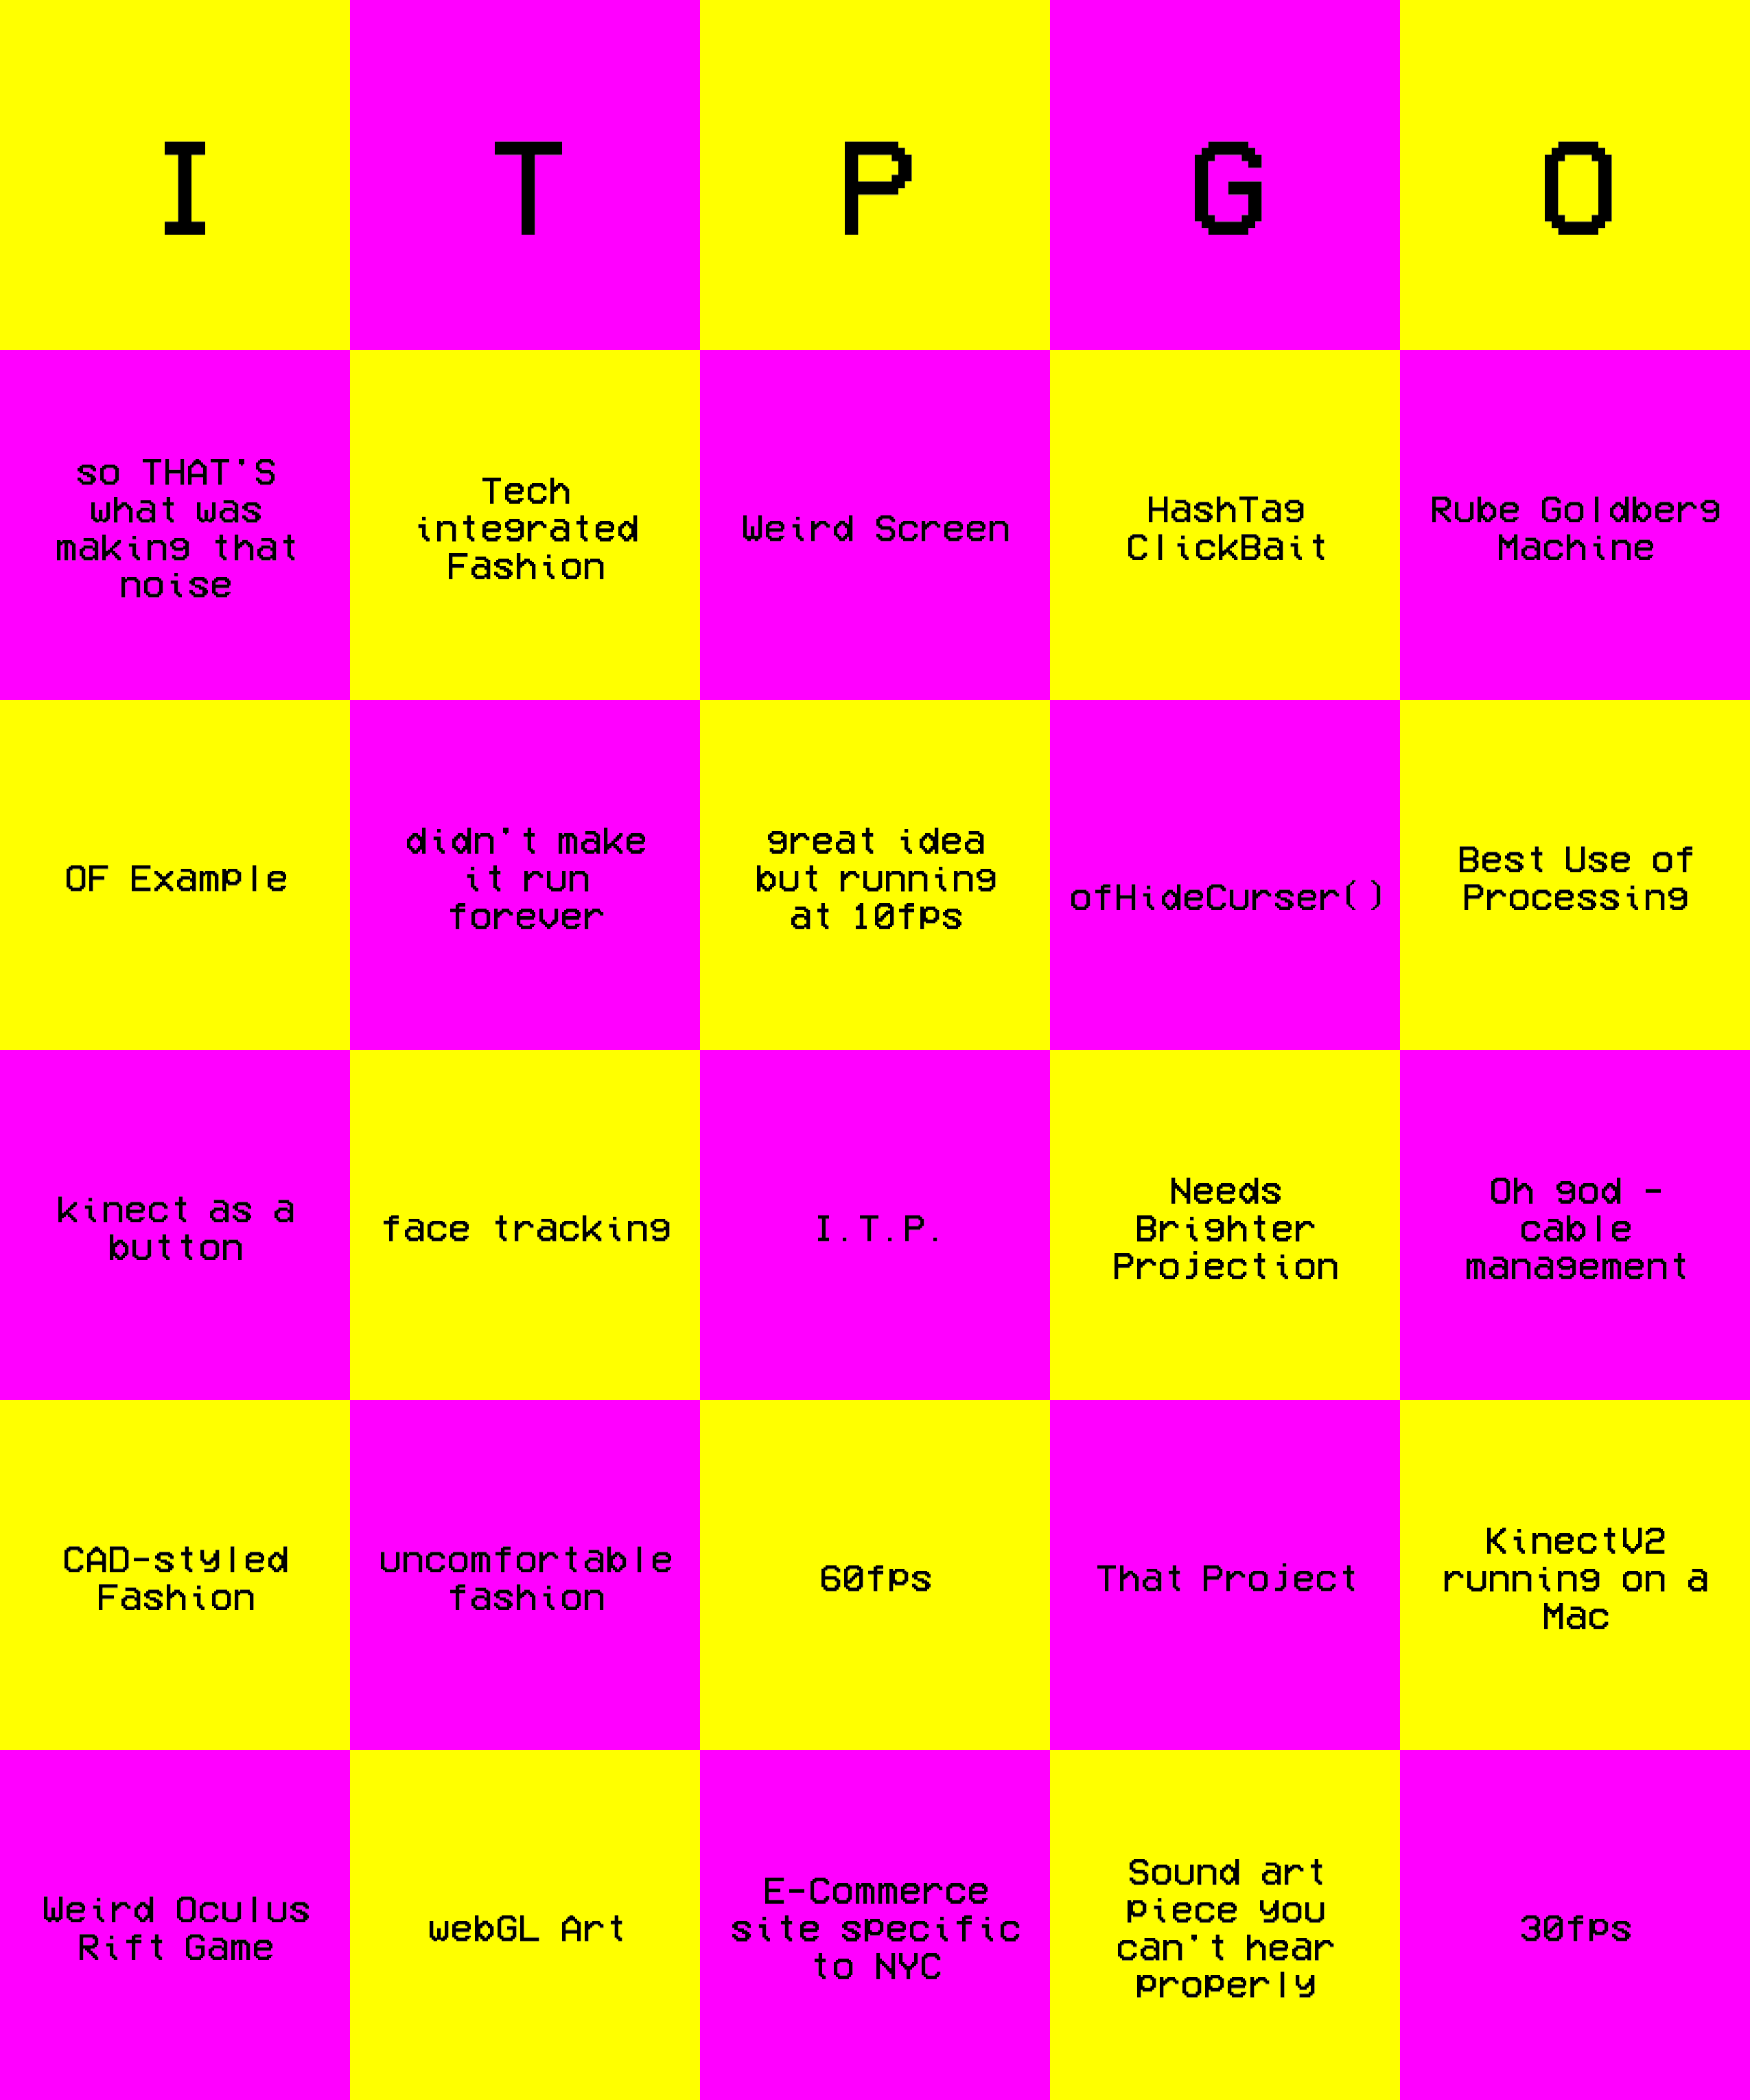 I T P G O
so THAT'S
what was
making that
noise
Tech
integrated
Fashion
Weird Screen
HashTag
ClickBait
Rube Goldberg
Machine
OF Example
didn't make
it run
forever
great idea
but running
at 10fps
ofHideCurser()
Best Use of
Processing
kinect as a
button
face tracking
I.T.P.
Needs
Brighter
Projection
Oh god -
cable
management
CAD-styled
Fashion
uncomfortable
fashion
60fps
That Project
KinectV2
running on a
Mac
Weird Oculus
Rift Game
webGL Art
E-Commerce
site specific
to NYC
Sound art
piece you
can't hear
properly
30fps